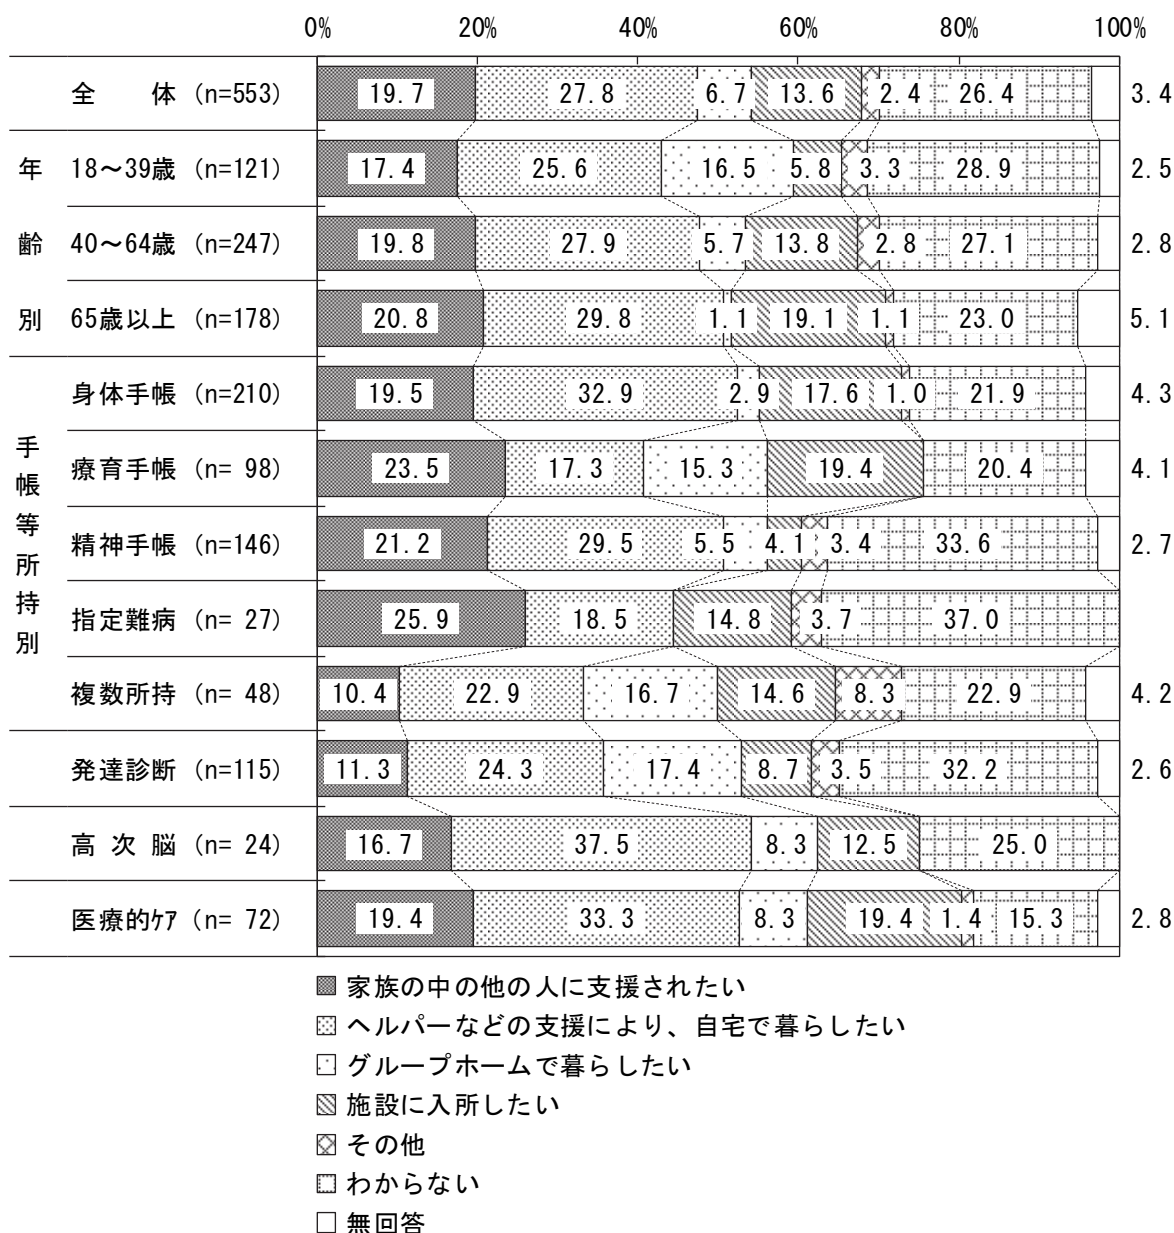 0% 20% 40% 60% 80% 100%
全 体 (n=553) 19.7 27.8 6.7 13.6 2.4 26.4 3.4
年齢別
18～39歳 (n=121) 17.4 25.6 16.5 5.8 3.3 28.9 2.5
40～64歳 (n=247) 19.8 27.9 5.7 13.8 2.8 27.1 2.8
65歳以上 (n=178) 20.8 29.8 1.1 19.1 1.1 23.0 5.1
手帳等所持別
身体手帳 (n=210) 19.5 32.9 2.9 17.6 1.0 21.9 4.3
療育手帳 (n= 98) 23.5 17.3 15.3 19.4 20.4 4.1
精神手帳 (n=146) 21.2 29.5 5.5 4.1 3.4 33.6 2.7
指定難病 (n= 27) 25.9 18.5 14.8 3.7 37.0
複数所持 (n= 48) 10.4 22.9 16.7 14.6 8.3 22.9 4.2
発達診断 (n=115) 11.3 24.3 17.4 8.7 3.5 32.2 2.6
高 次 脳 (n= 24) 16.7 37.5 8.3 12.5 25.0
医療的ｹｱ (n= 72) 19.4 33.3 8.3 19.4 1.4 15.3 2.8
家族の中の他の人に支援されたい
ヘルパーなどの支援により、自宅で暮らしたい
グループホームで暮らしたい
施設に入所したい
その他
わからない
無回答